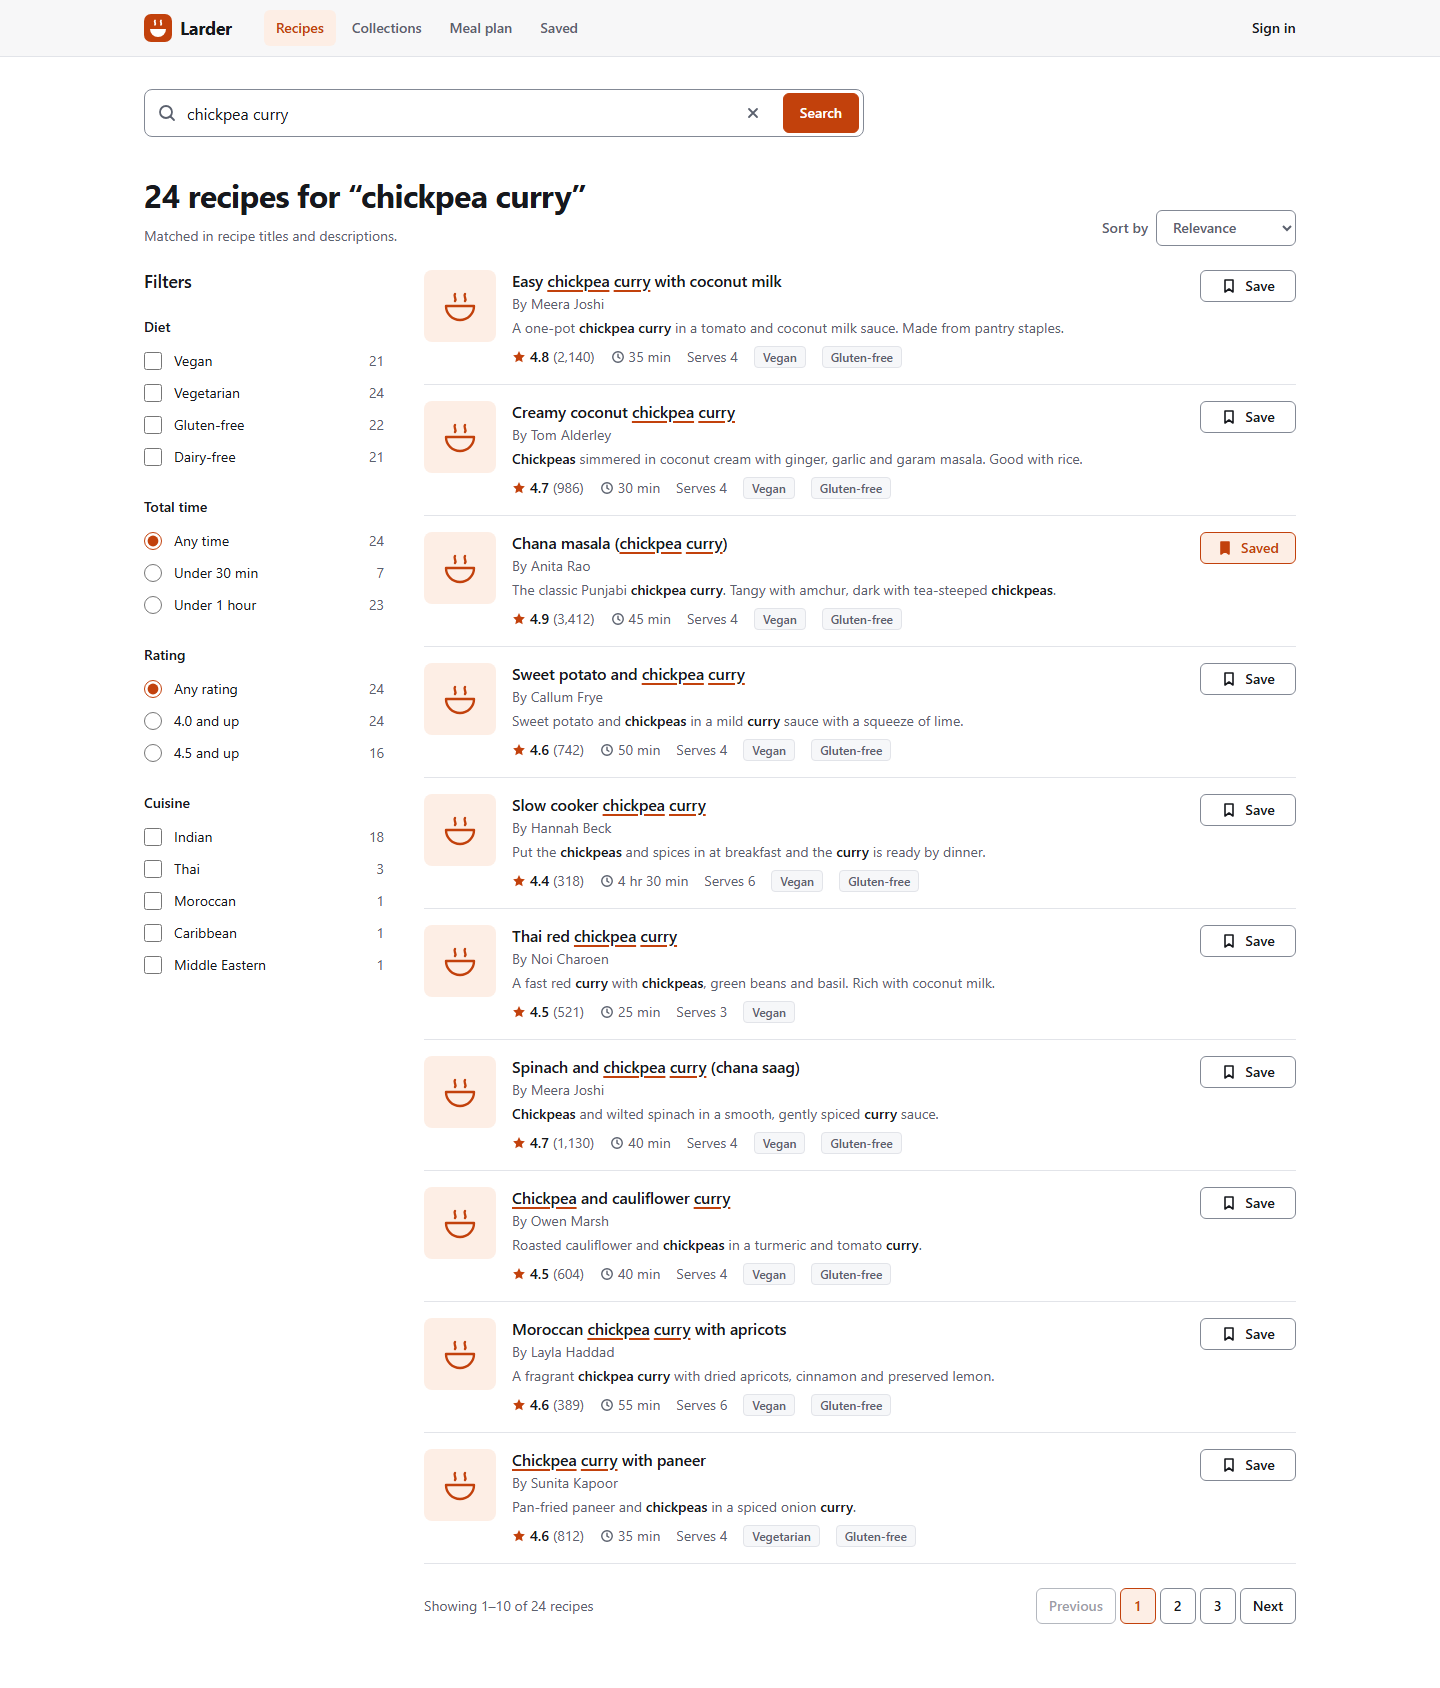 Larder
Recipes
Collections
Meal plan
Saved
Sign in
chickpea curry
Search
24 recipes for “chickpea curry”
Matched in recipe titles and descriptions.
Sort by
Relevance
Filters
Diet
Vegan 21
Vegetarian 24
Gluten-free 22
Dairy-free 21
Total time
Any time 24
Under 30 min 7
Under 1 hour 23
Rating
Any rating 24
4.0 and up 24
4.5 and up 16
Cuisine
Indian 18
Thai 3
Moroccan 1
Caribbean 1
Middle Eastern 1
Easy chickpea curry with coconut milk
Save
By Meera Joshi
A one-pot chickpea curry in a tomato and coconut milk sauce. Made from pantry staples.
4.8 (2,140) 35 min Serves 4 Vegan Gluten-free
Creamy coconut chickpea curry
Save
By Tom Alderley
Chickpeas simmered in coconut cream with ginger, garlic and garam masala. Good with rice.
4.7 (986) 30 min Serves 4 Vegan Gluten-free
Chana masala (chickpea curry)
Saved
By Anita Rao
The classic Punjabi chickpea curry. Tangy with amchur, dark with tea-steeped chickpeas.
4.9 (3,412) 45 min Serves 4 Vegan Gluten-free
Sweet potato and chickpea curry
Save
By Callum Frye
Sweet potato and chickpeas in a mild curry sauce with a squeeze of lime.
4.6 (742) 50 min Serves 4 Vegan Gluten-free
Slow cooker chickpea curry
Save
By Hannah Beck
Put the chickpeas and spices in at breakfast and the curry is ready by dinner.
4.4 (318) 4 hr 30 min Serves 6 Vegan Gluten-free
Thai red chickpea curry
Save
By Noi Charoen
A fast red curry with chickpeas, green beans and basil. Rich with coconut milk.
4.5 (521) 25 min Serves 3 Vegan
Spinach and chickpea curry (chana saag)
Save
By Meera Joshi
Chickpeas and wilted spinach in a smooth, gently spiced curry sauce.
4.7 (1,130) 40 min Serves 4 Vegan Gluten-free
Chickpea and cauliflower curry
Save
By Owen Marsh
Roasted cauliflower and chickpeas in a turmeric and tomato curry.
4.5 (604) 40 min Serves 4 Vegan Gluten-free
Moroccan chickpea curry with apricots
Save
By Layla Haddad
A fragrant chickpea curry with dried apricots, cinnamon and preserved lemon.
4.6 (389) 55 min Serves 6 Vegan Gluten-free
Chickpea curry with paneer
Save
By Sunita Kapoor
Pan-fried paneer and chickpeas in a spiced onion curry.
4.6 (812) 35 min Serves 4 Vegetarian Gluten-free
Showing 1–10 of 24 recipes
Previous 1 2 3 Next